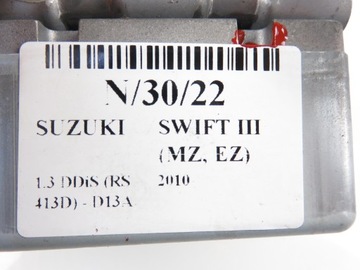 N/30/22
SUZUKI SWIFT III
(MZ, EZ)
1.3 DDiS (RS 2010
413D) - D13A